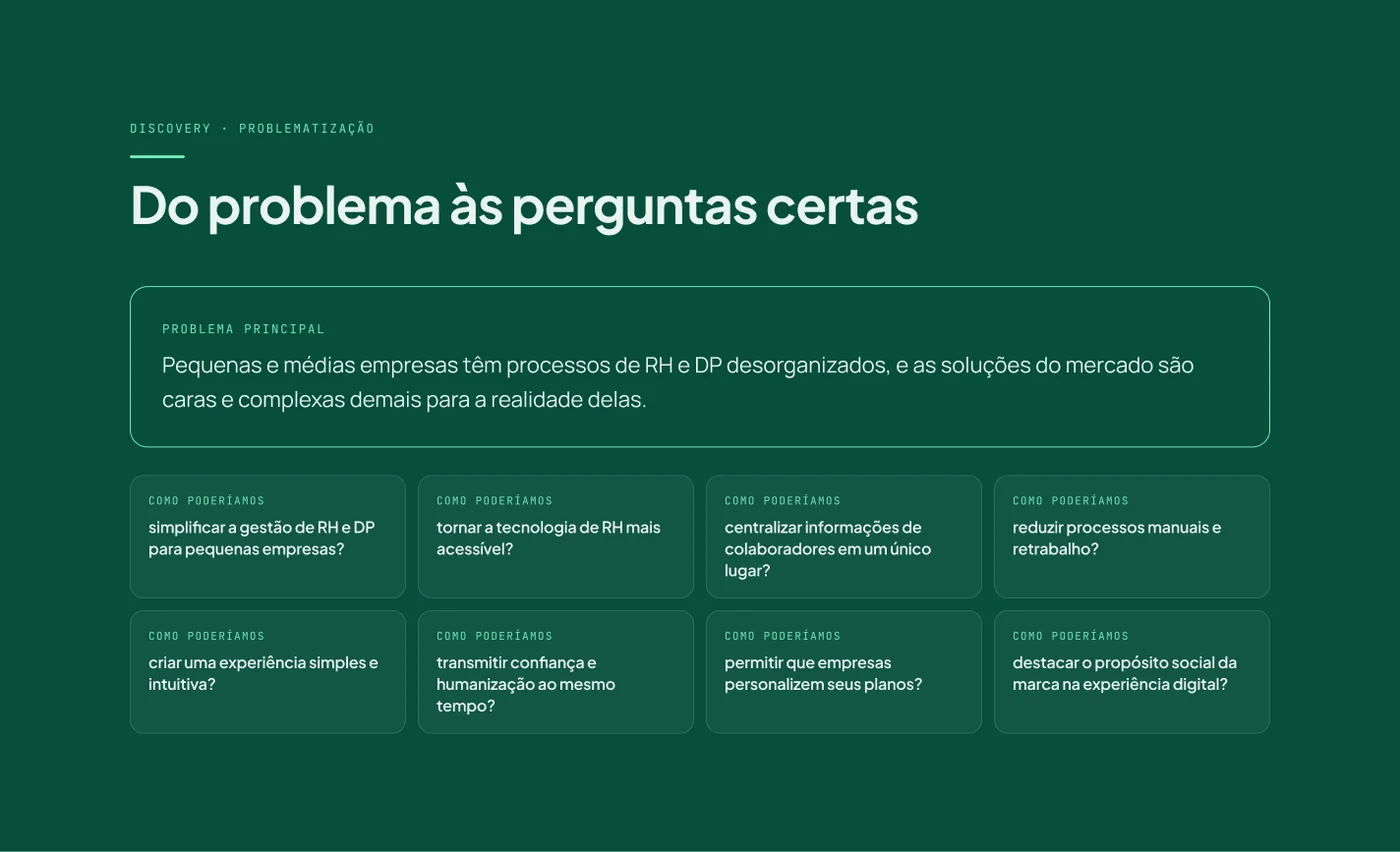 DISCOVERY · PROBLEMATIZAÇÃO
Do problema às perguntas certas
PROBLEMA PRINCIPAL
Pequenas e médias empresas têm processos de RH e DP desorganizados, e as soluções do mercado são
caras e complexas demais para a realidade delas.
COMO PODERÍAMOS
simplificar a gestão de RH e DP
para pequenas empresas?
COMO PODERÍAMOS
tornar a tecnologia de RH mais
acessível?
COMO PODERÍAMOS
centralizar informações de
colaboradores em um único
lugar?
COMO PODERÍAMOS
reduzir processos manuais e
retrabalho?
COMO PODERÍAMOS
criar uma experiência simples e
intuitiva?
COMO PODERÍAMOS
transmitir confiança e
humanização ao mesmo
tempo?
COMO PODERÍAMOS
permitir que empresas
personalizem seus planos?
COMO PODERÍAMOS
destacar o propósito social da
marca na experiência digital?